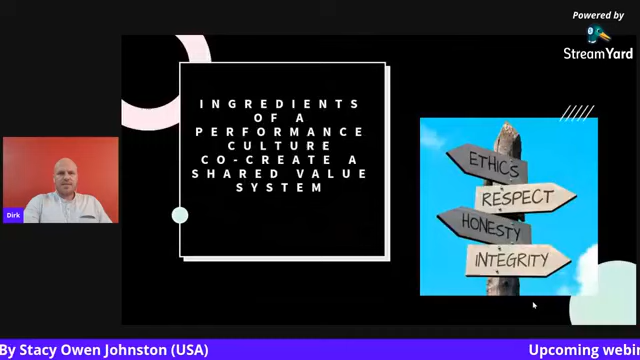 Powered by
StreamYard
INGREDIENTS
OF A
PERFORMANCE
CULTURE
CO-CREATE A
SHARED VALUE
SYSTEM
ETHICS
RESPECT
HONESTY
INTEGRITY
Dirk
By Stacy Owen Johnston (USA)
Upcoming webin